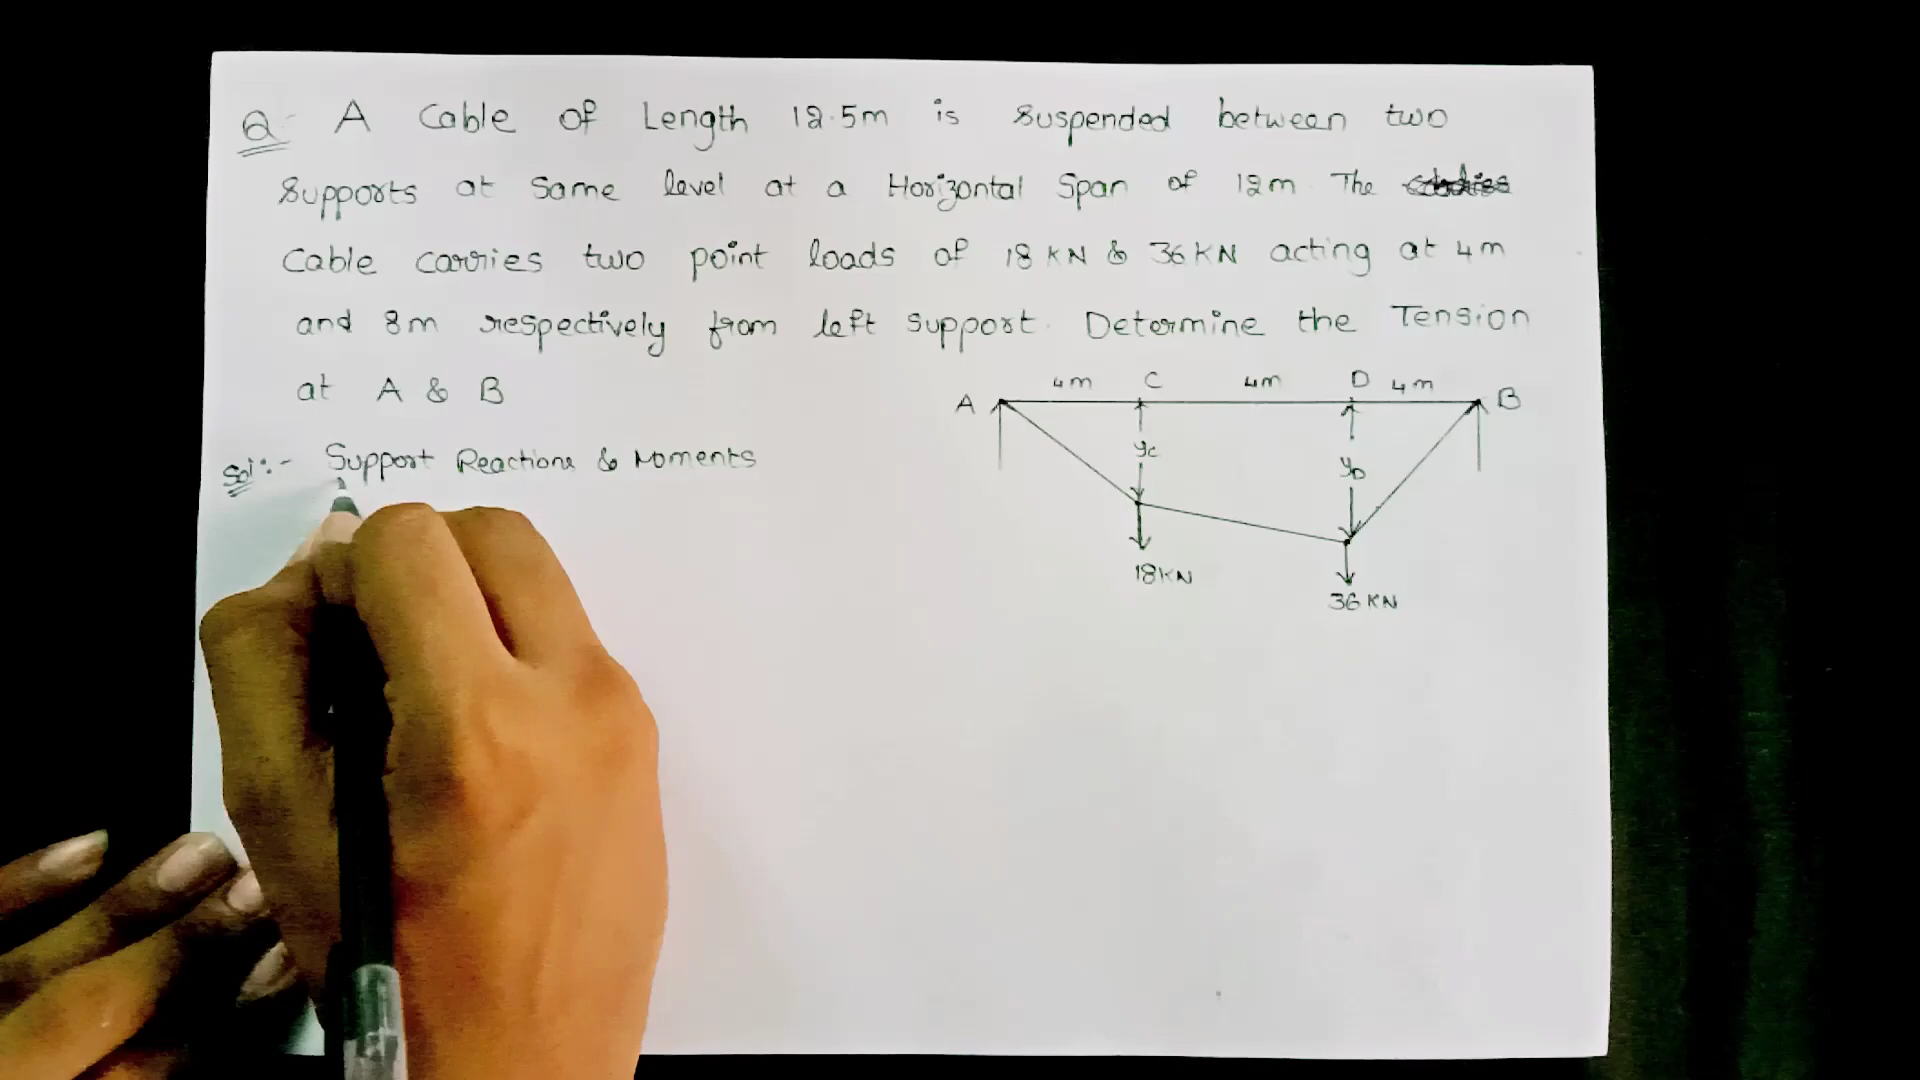 Q- A Cable of Length 12.5m is suspended between two
supports at same level at a Horizontal Span of 12m. The
Cable carries two point loads of 18 KN & 36 KN acting at 4m
and 8m respectively from left support. Determine the Tension
at A & B
A 4m C 4m D 4m B
Sol:- Support Reactions & Moments
yc
yD
18KN
36 KN